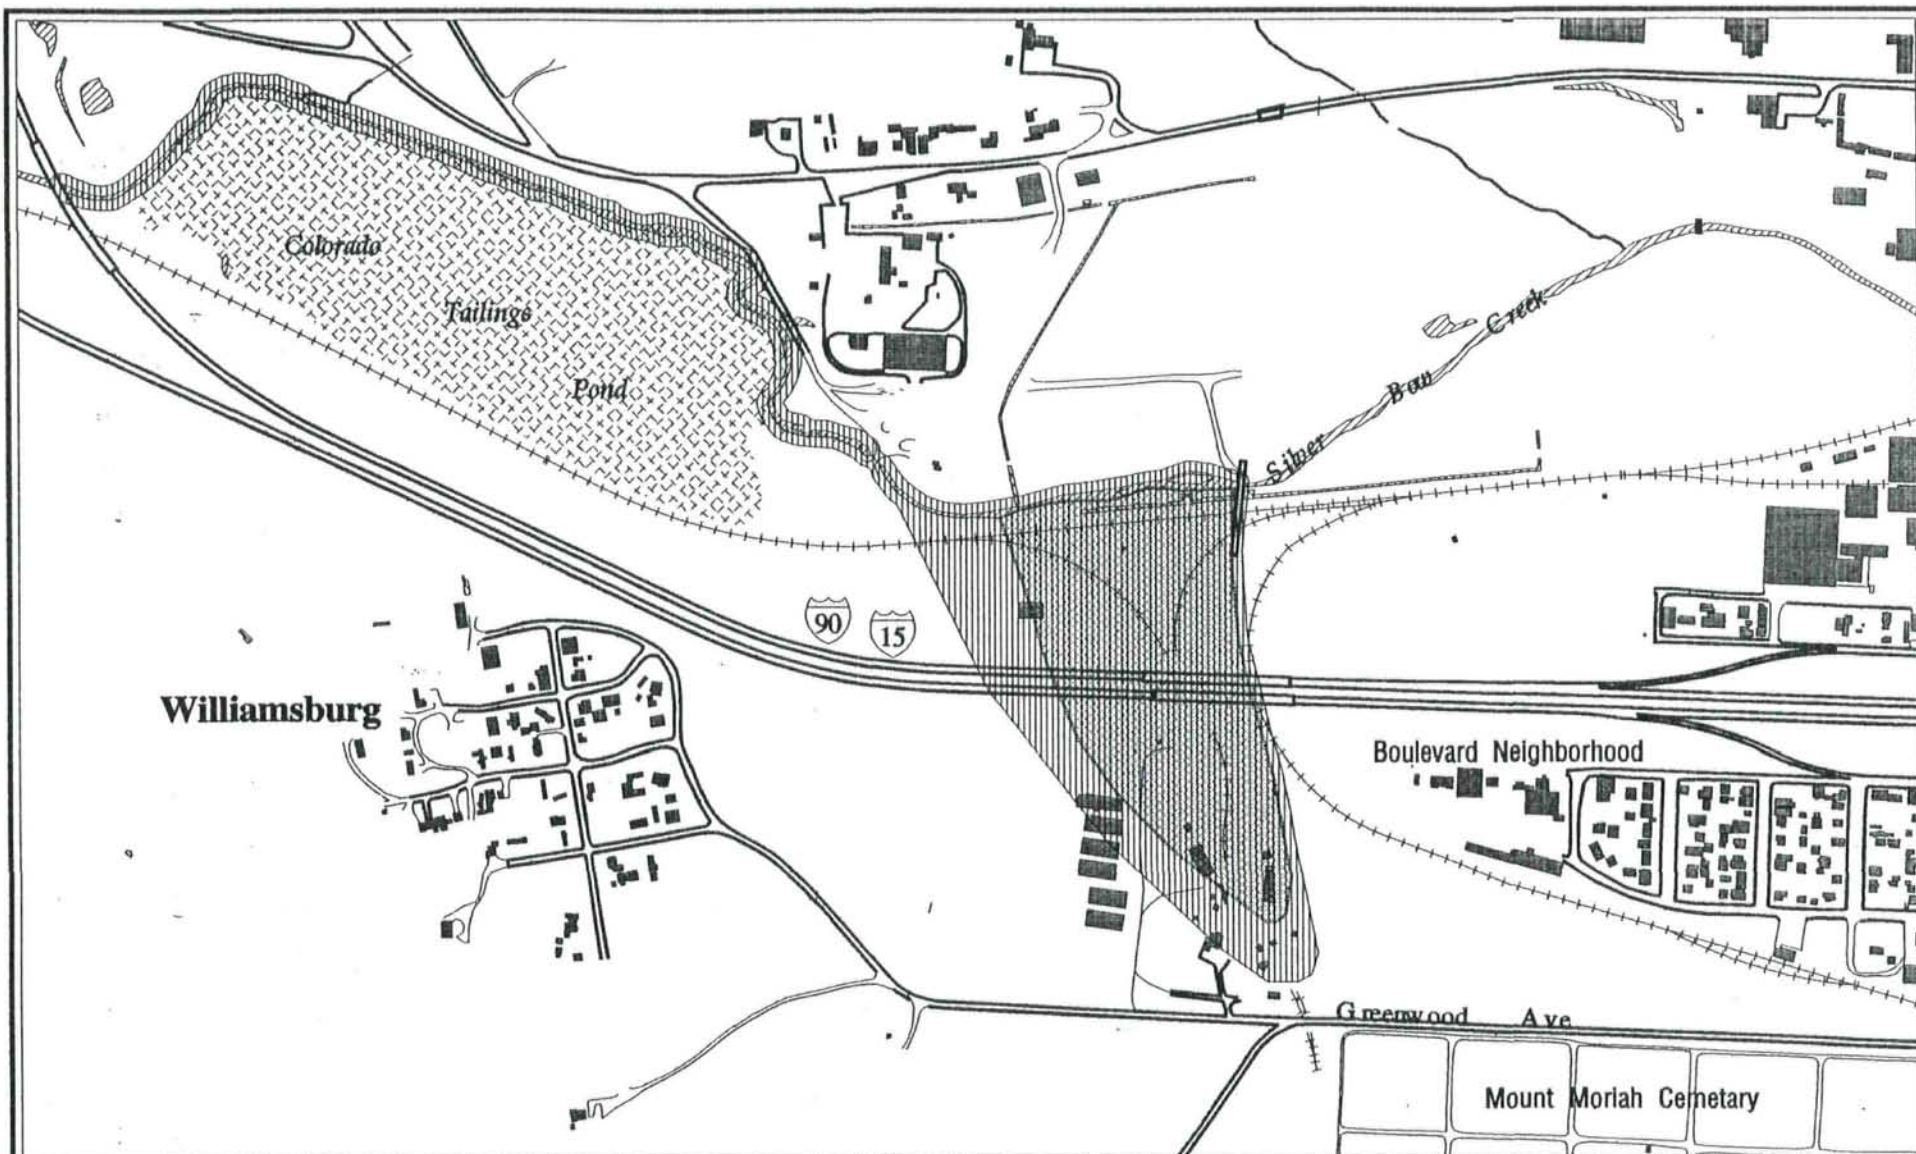 Colorado
Tailings
Pond
Silver Bow Creek
90
15
Williamsburg
Boulevard Neighborhood
Greenwood Ave
Mount Moriah Cemetary